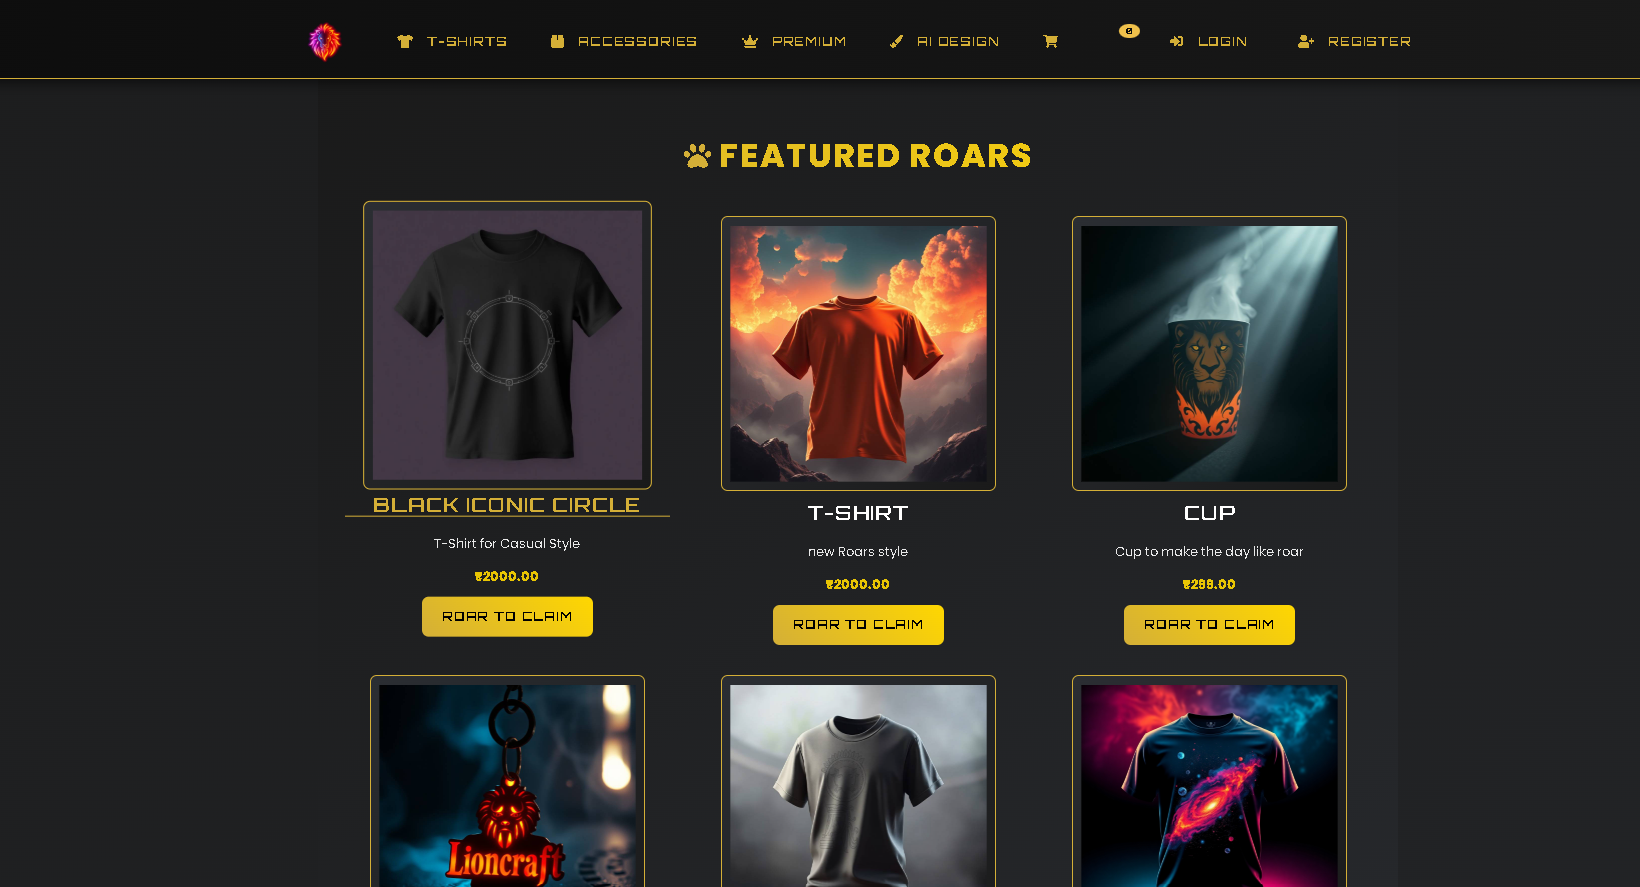 T-SHIRTS
ACCESSORIES
PREMIUM
AI DESIGN
0
LOGIN
REGISTER
FEATURED ROARS
BLACK ICONIC CIRCLE
T-SHIRT
CUP
T-Shirt for Casual Style
new Roars style
Cup to make the day like roar
₹2000.00
₹2000.00
₹299.00
ROAR TO CLAIM
ROAR TO CLAIM
ROAR TO CLAIM
Lioncraft